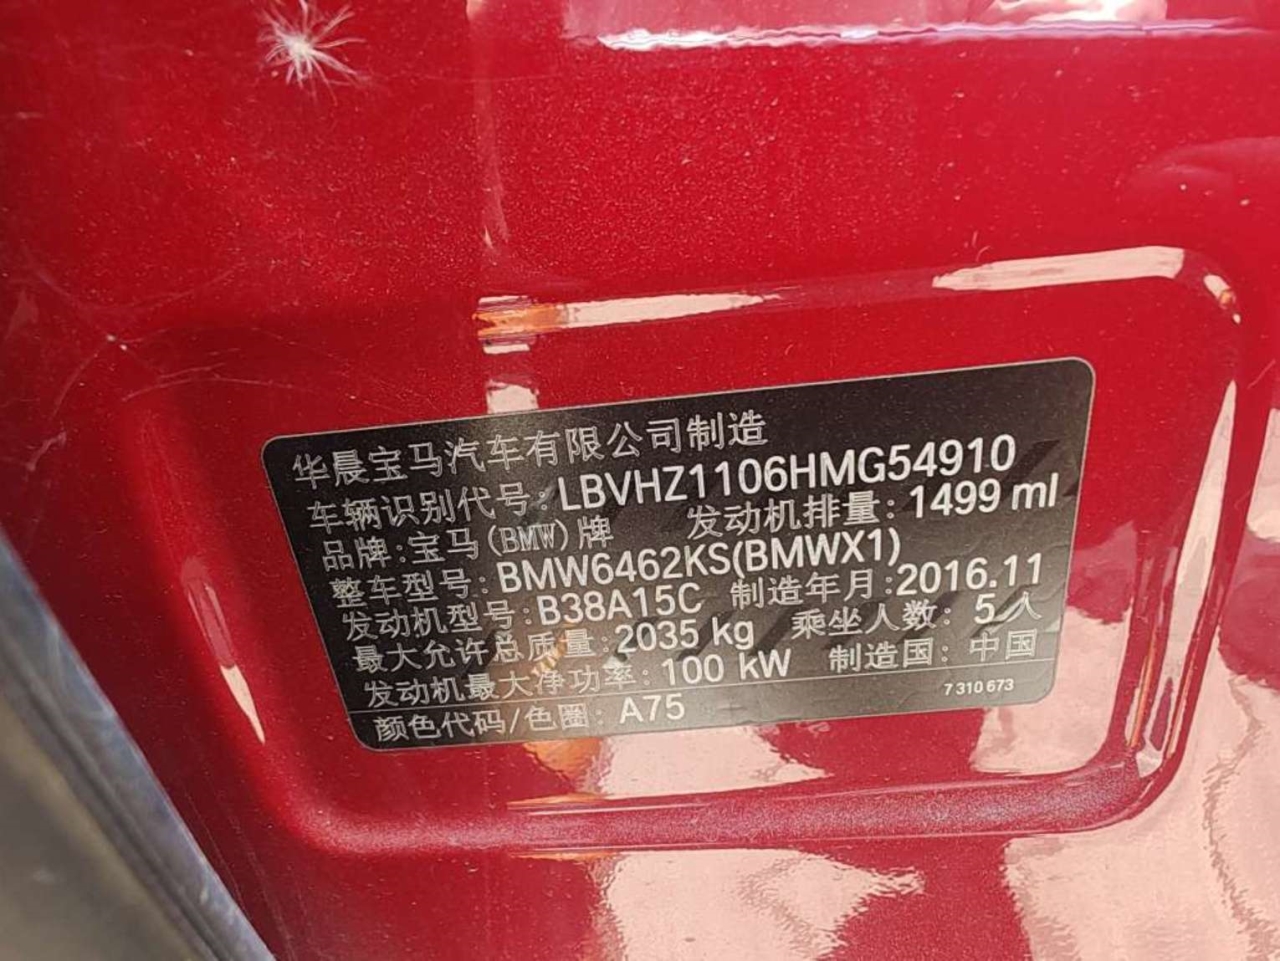 华晨宝马汽车有限公司制造
车辆识别代号: LBVHZ1106HMG54910
品牌: 宝马(BMW)牌 发动机排量: 1499 ml
整车型号: BMW6462KS(BMWX1)
发动机型号: B38A15C 制造年月: 2016.11
最大允许总质量: 2035 kg 乘坐人数: 5人
发动机最大净功率: 100 kW 制造国: 中国
颜色代码/色圈: A75 7 310 673